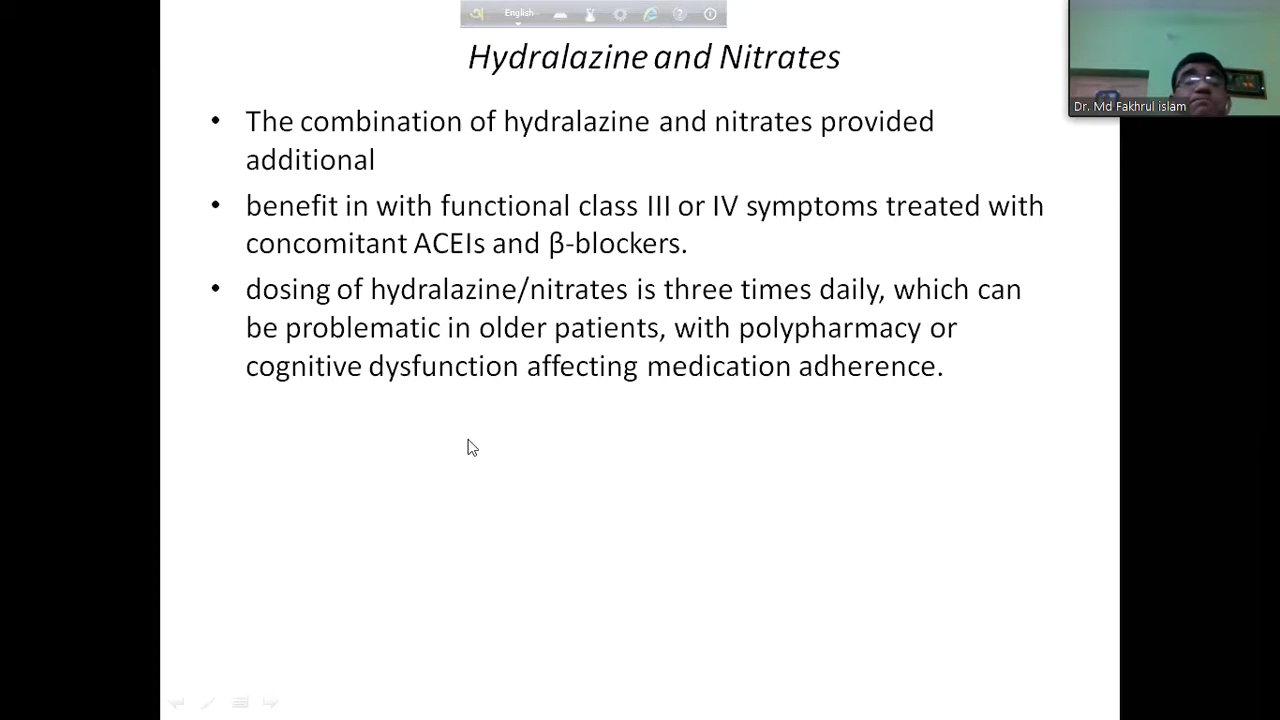 English
Hydralazine and Nitrates
Dr. Md Fakhrul islam
• The combination of hydralazine and nitrates provided
additional
• benefit in with functional class III or IV symptoms treated with
concomitant ACEIs and β-blockers.
• dosing of hydralazine/nitrates is three times daily, which can
be problematic in older patients, with polypharmacy or
cognitive dysfunction affecting medication adherence.